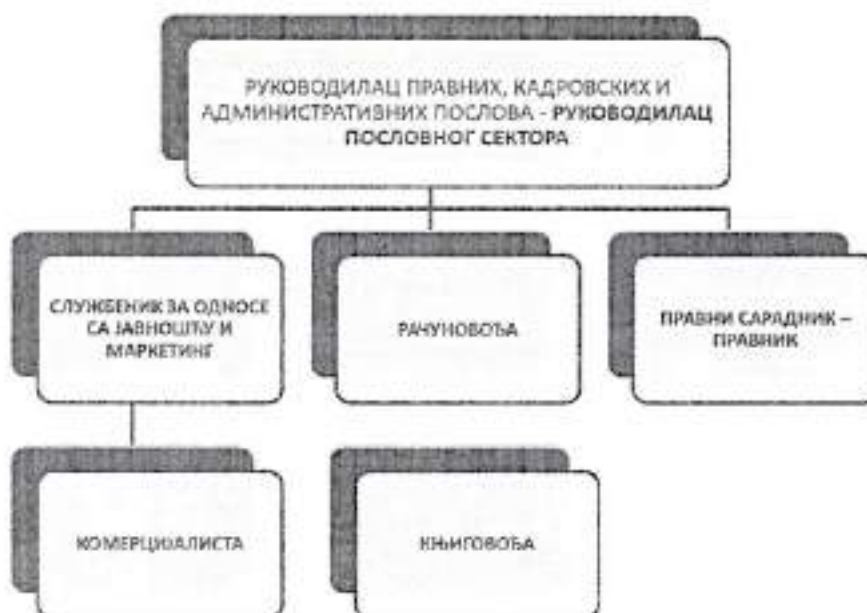 РУКОВОДИЛАЦ ПРАВНИХ, КАДРОВСКИХ И
АДМИНИСТРАТИВНИХ ПОСЛОВА - РУКОВОДИЛАЦ
ПОСЛОВНОГ СЕКТОРА
СЛУЖБЕНИК ЗА ОДНОСЕ
СА ЈАВНОШЋУ И
МАРКЕТИНГ
РАЧУНОВОЂА
ПРАВНИ САРАДНИК –
ПРАВНИК
КОМЕРЦИЈАЛИСТА
КЊИГОВОЂА